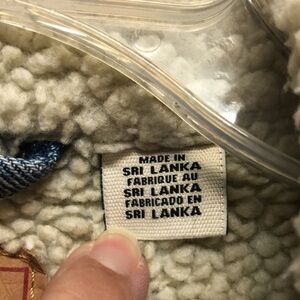 MADE IN
SRI LANKA
FABRIQUE AU
SRI LANKA
FABRICADO EN
SRI LANKA